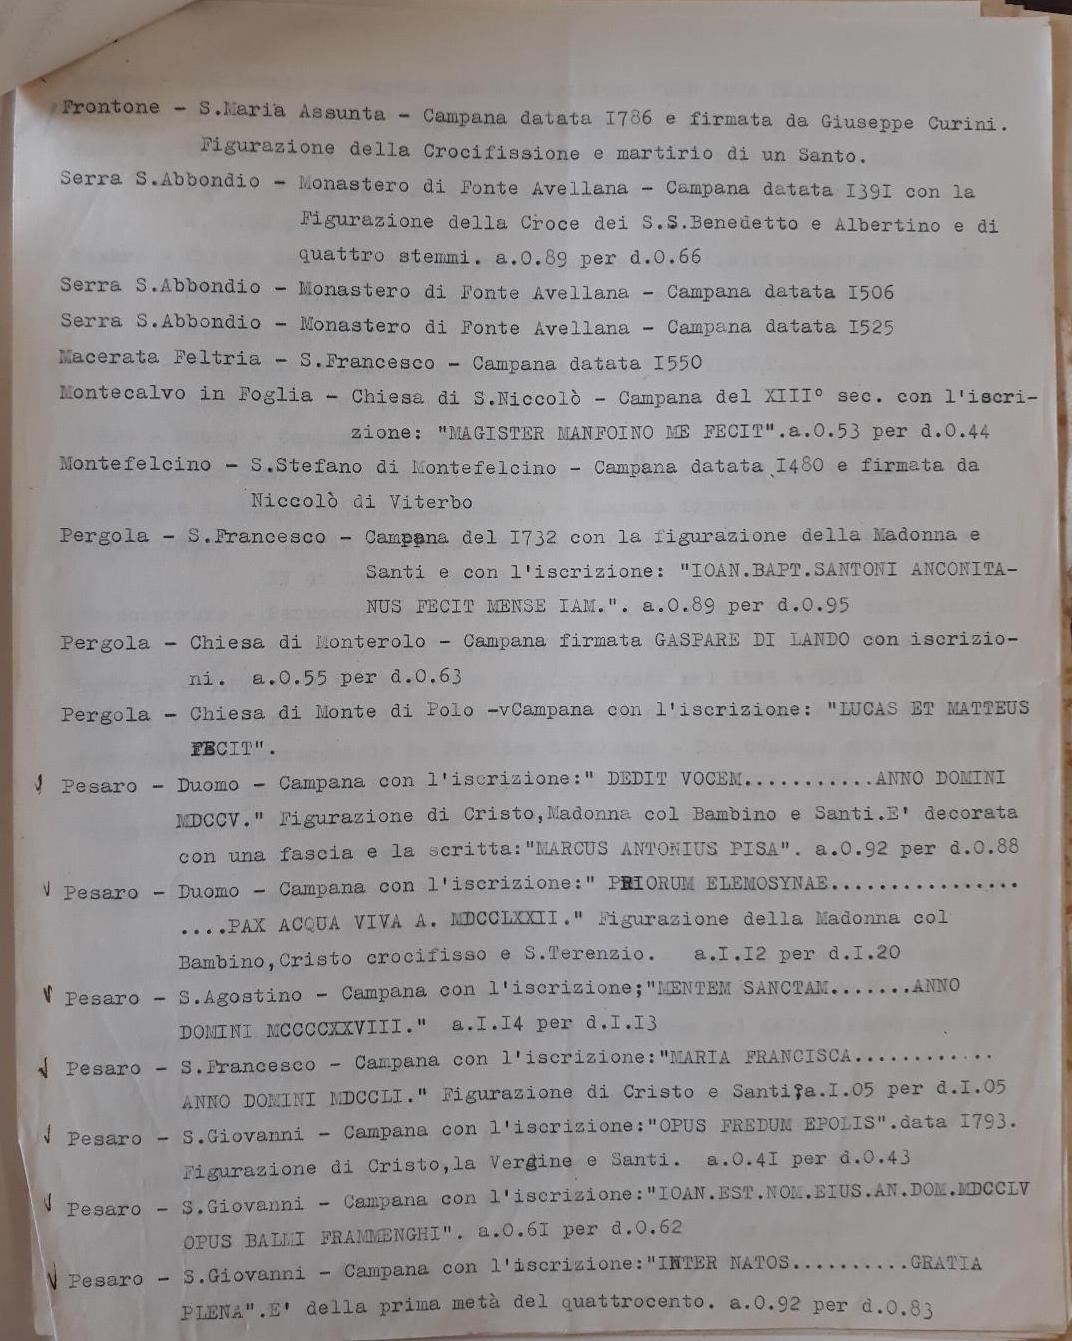 Frontone - S.Maria Assunta - Campana datata I786 e firmata da Giuseppe Curini.
Figurazione della Crocifissione e martirio di un Santo.
Serra S.Abbondio - Monastero di Fonte Avellana - Campana datata I39I con la
Figurazione della Croce dei S.S.Benedetto e Albertino e di
quattro stemmi. a.0.89 per d.0.66
Serra S.Abbondio - Monastero di Fonte Avellana - Campana datata I506
Serra S.Abbondio - Monastero di Fonte Avellana - Campana datata I525
Macerata Feltria - S.Francesco - Campana datata I550
Montecalvo in Foglia - Chiesa di S.Niccolò - Campana del XIII° sec. con l'iscri-
zione: "MAGISTER MANFOINO ME FECIT".a.0.53 per d.0.44
Montefelcino - S.Stefano di Montefelcino - Campana datata I480 e firmata da
Niccolò di Viterbo
Pergola - S.Francesco - Campana del I732 con la figurazione della Madonna e
Santi e con l'iscrizione: "IOAN.BAPT.SANTONI ANCONITA-
NUS FECIT MENSE IAM.". a.0.89 per d.0.95
Pergola - Chiesa di Monterolo - Campana firmata GASPARE DI LANDO con iscrizio-
ni. a.0.55 per d.0.63
Pergola - Chiesa di Monte di Polo -vCampana con l'iscrizione: "LUCAS ET MATTEUS
FECIT".
Pesaro - Duomo - Campana con l'iscrizione:" DEDIT VOCEM...........ANNO DOMINI
MDCCV." Figurazione di Cristo,Madonna col Bambino e Santi.E' decorata
con una fascia e la scritta:"MARCUS ANTONIUS PISA". a.0.92 per d.0.88
Pesaro - Duomo - Campana con l'iscrizione:" PRIORUM ELEMOSYNAE................
....PAX ACQUA VIVA A. MDCCLXXII." Figurazione della Madonna col
Bambino,Cristo crocifisso e S.Terenzio. a.I.I2 per d.I.20
Pesaro - S.Agostino - Campana con l'iscrizione;"MENTEM SANCTAM.......ANNO
DOMINI MCCCCXXVIII." a.I.I4 per d.I.I3
Pesaro - S.Francesco - Campana con l'iscrizione:"MARIA FRANCISCA............
ANNO DOMINI MDCCLI." Figurazione di Cristo e Santi.a.I.05 per d.I.05
Pesaro - S.Giovanni - Campana con l'iscrizione:"OPUS FREDUM EPOLIS".data I793.
Figurazione di Cristo,la Vergine e Santi. a.0.4I per d.0.43
Pesaro - S.Giovanni - Campana con l'iscrizione:"IOAN.EST.NOM.EIUS.AN.DOM.MDCCLV
OPUS BALMI FRAMMENGHI". a.0.6I per d.0.62
Pesaro - S.Giovanni - Campana con l'iscrizione:"INTER NATOS..........GRATIA
PLENA".E' della prima metà del quattrocento. a.0.92 per d.0.83